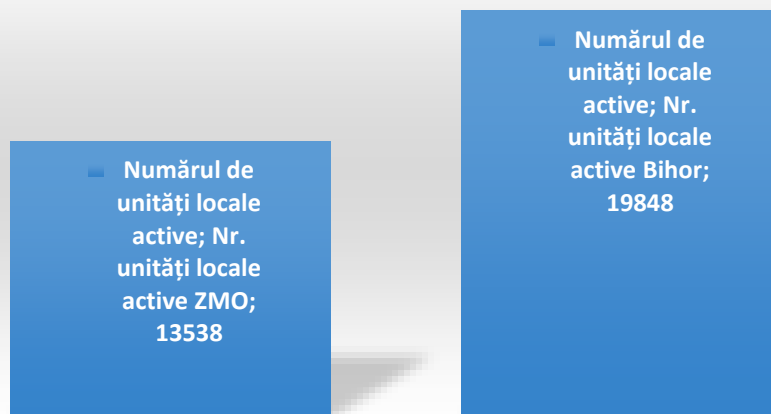 Numărul de
unități locale
active; Nr.
unități locale
active ZMO;
13538
Numărul de
unități locale
active; Nr.
unități locale
active Bihor;
19848